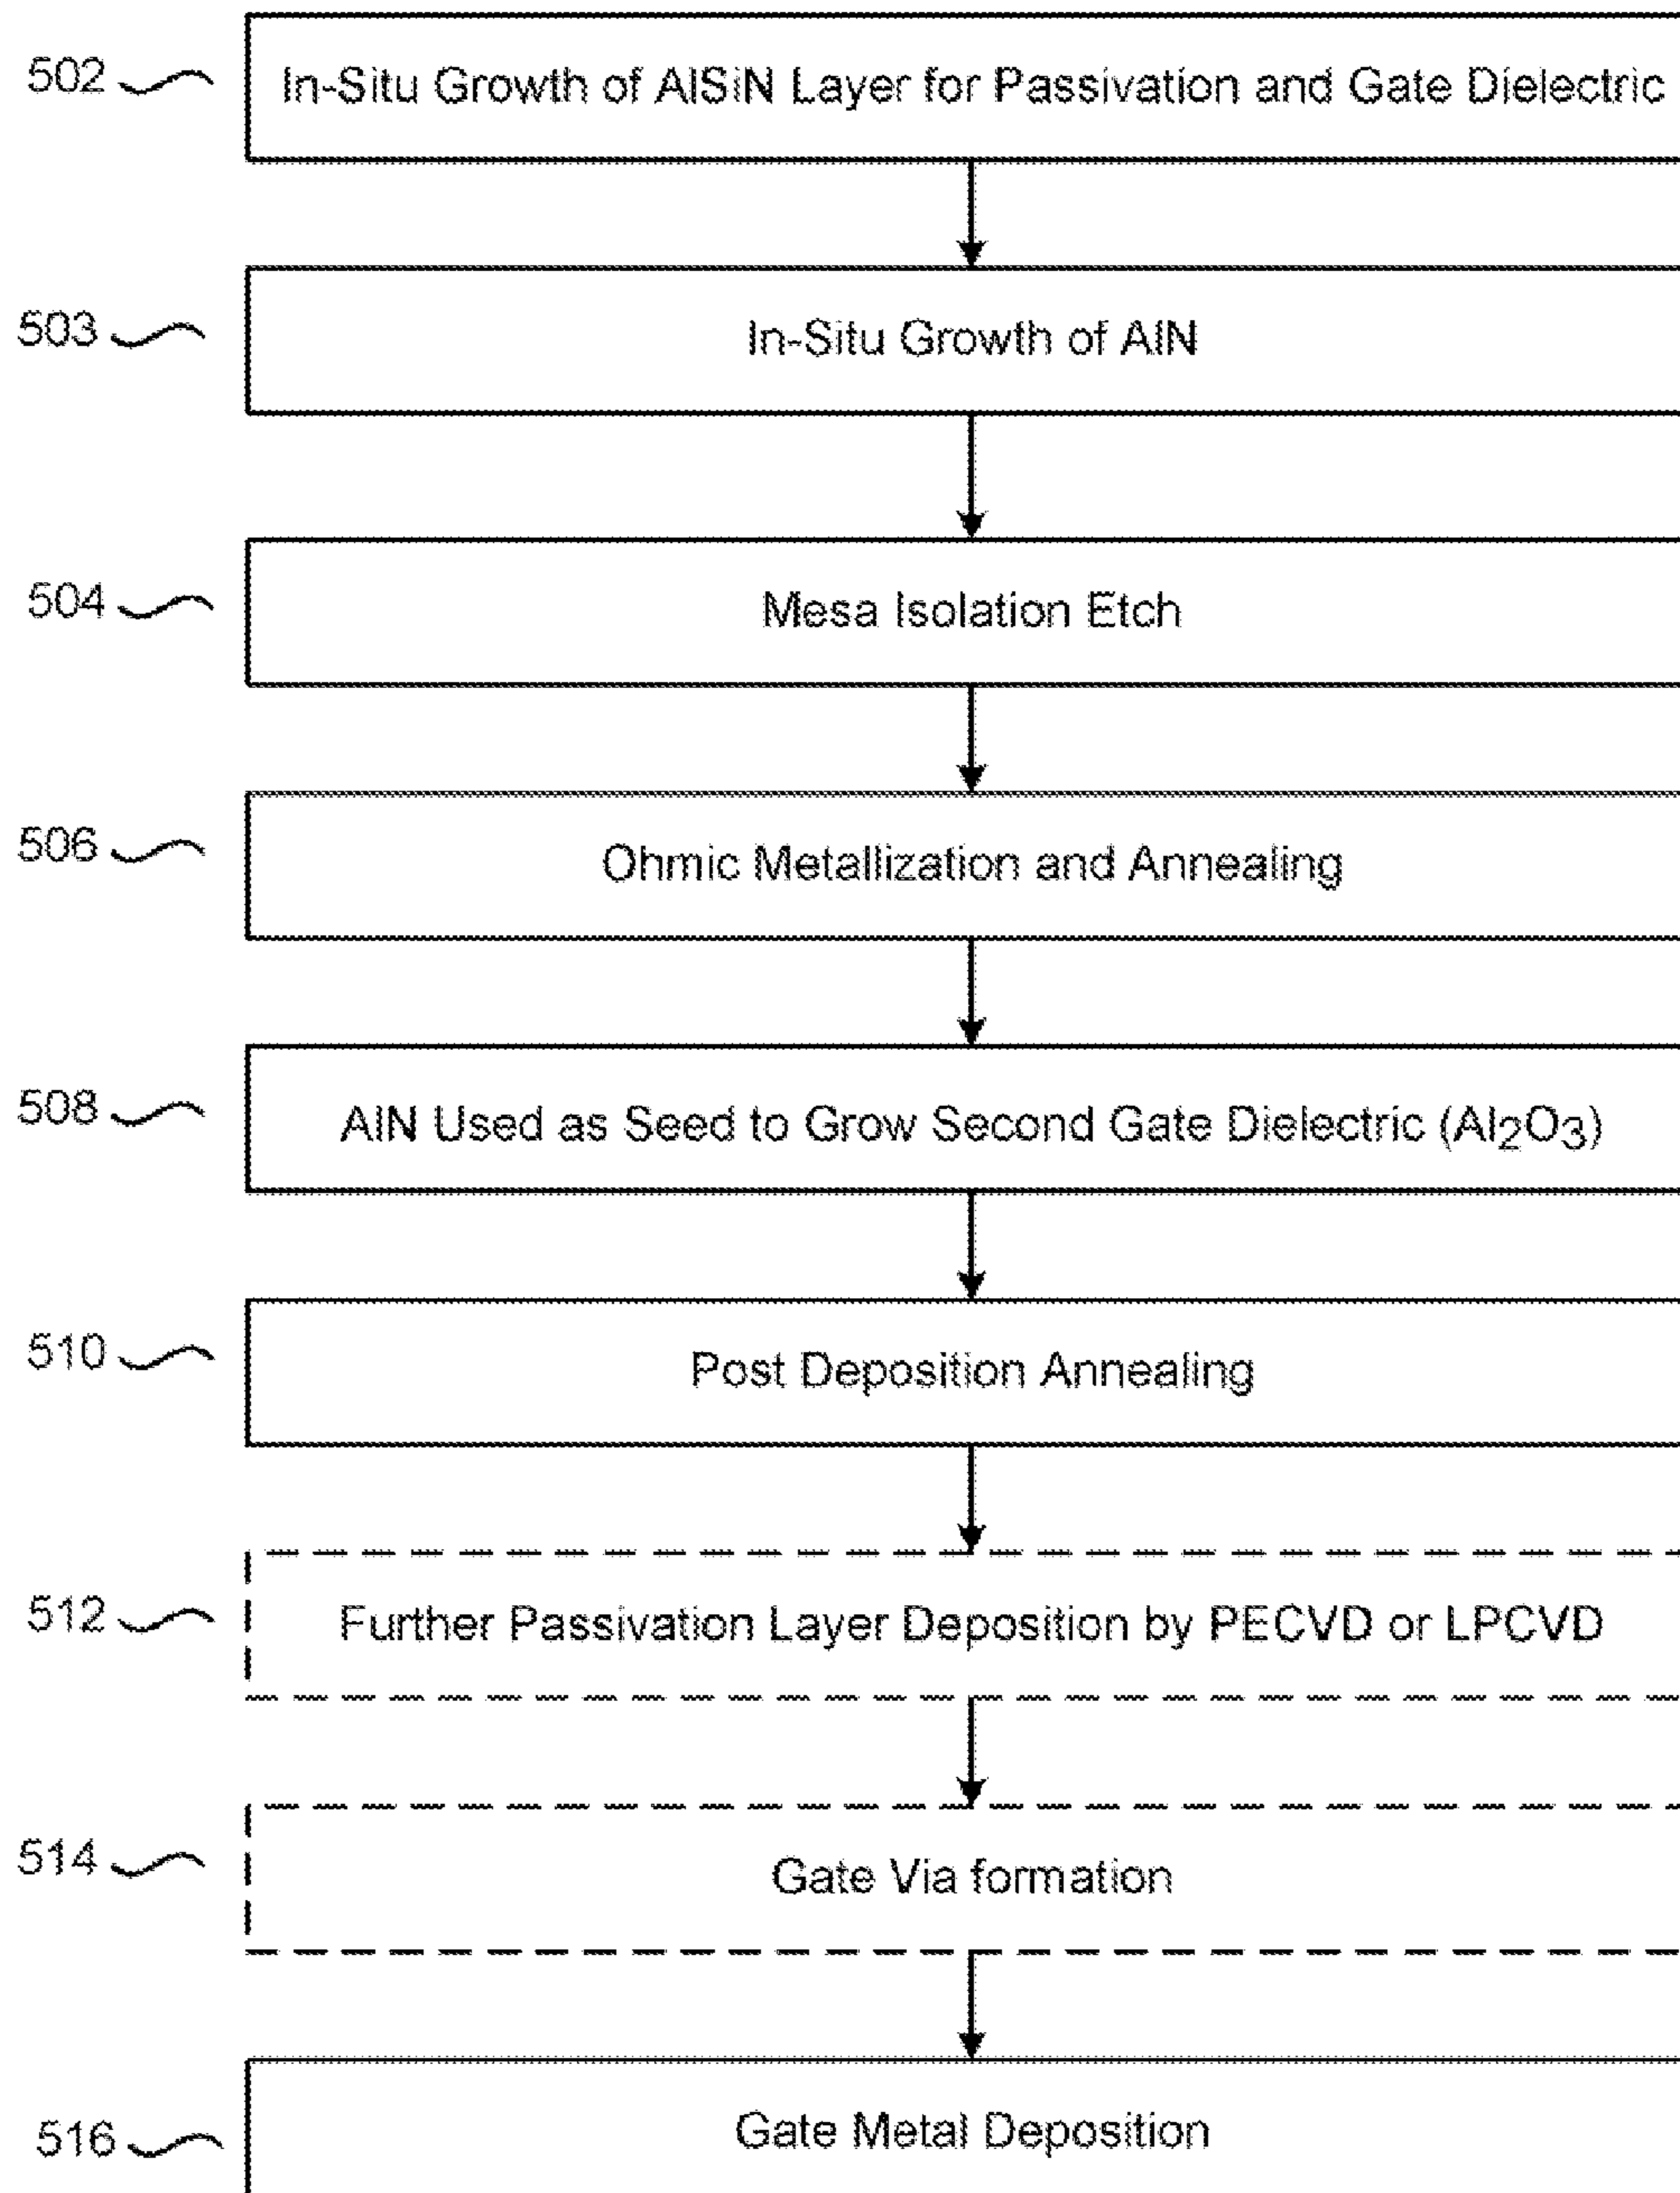 502 In-Situ Growth of AlSiN Layer for Passivation and Gate Dielectric
503 In-Situ Growth of AlN
504 Mesa Isolation Etch
506 Ohmic Metallization and Annealing
508 AlN Used as Seed to Grow Second Gate Dielectric (Al₂O₃)
510 Post Deposition Annealing
512 Further Passivation Layer Deposition by PECVD or LPCVD
514 Gate Via formation
516 Gate Metal Deposition